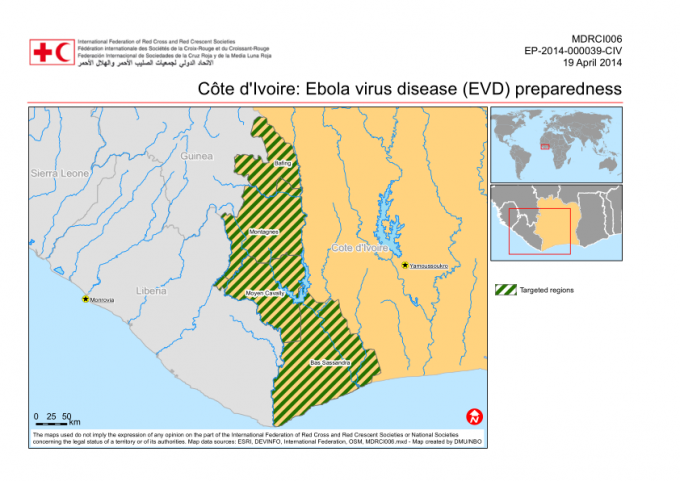 International Federation of Red Cross and Red Crescent Societies
Fédération internationale des Sociétés de la Croix-Rouge et du Croissant-Rouge
Federación Internacional de Sociedades de la Cruz Roja y de la Media Luna Roja
الاتحاد الدولي لجمعيات الصليب الأحمر والهلال الأحمر
MDRCI006
EP-2014-000039-CIV
19 April 2014
Côte d'Ivoire: Ebola virus disease (EVD) preparedness
Guinea
Bafing
Sierra Leone
Montagnes
Côte d'Ivoire
Yamoussoukro
Liberia
Moyen Cavally
Monrovia
Bas Sassandra
Targeted regions
0 25 50 km
The maps used do not imply the expression of any opinion on the part of the International Federation of Red Cross and Red Crescent Societies or National Societies
concerning the legal status of a territory or of its authorities. Map data sources: ESRI, DEVINFO, International Federation, OSM, MDRCI006.mxd - Map created by DMU/NBO